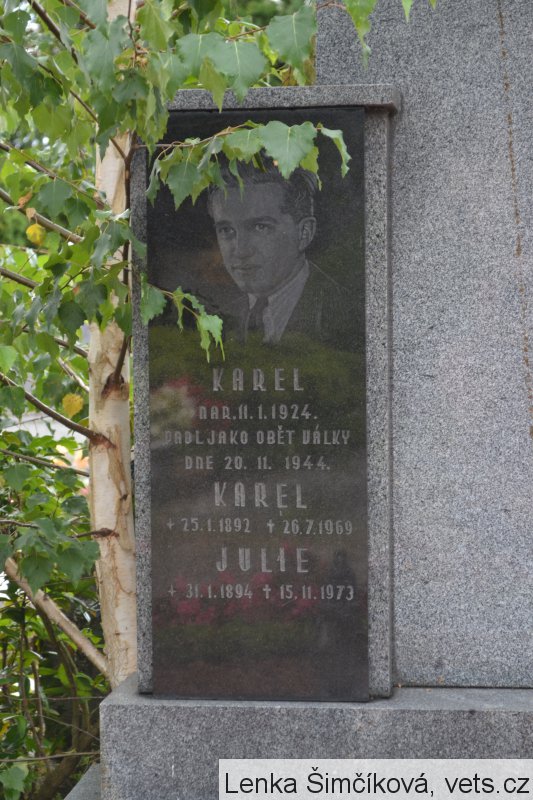 KAREL
NAR. 11. 1. 1924.
PADL JAKO OBĚŤ VÁLKY
DNE 20. 11. 1944.
KAREL
+ 25.1.1892 ✝ 26.7.1969
JULIE
+ 31.1.1894 ✝ 15.11.1973
Lenka Šimčíková, vets.cz